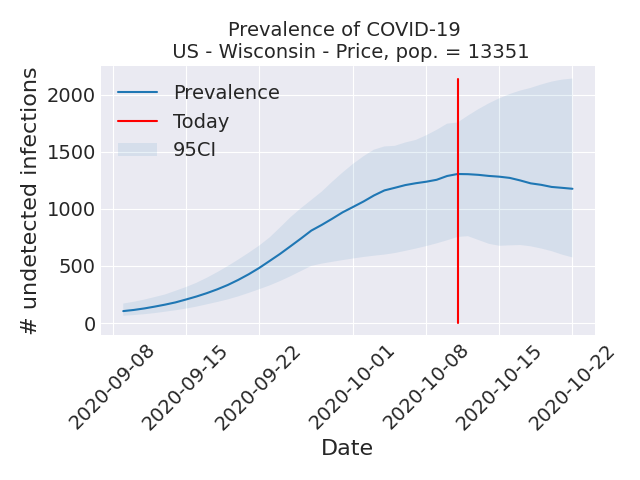 Prevalence of COVID-19
US - Wisconsin - Price, pop. = 13351
# undetected infections
2000
1500
1000
500
0
Prevalence
Today
95CI
2020-09-08
2020-09-15
2020-09-22
2020-10-01
2020-10-08
2020-10-15
2020-10-22
Date